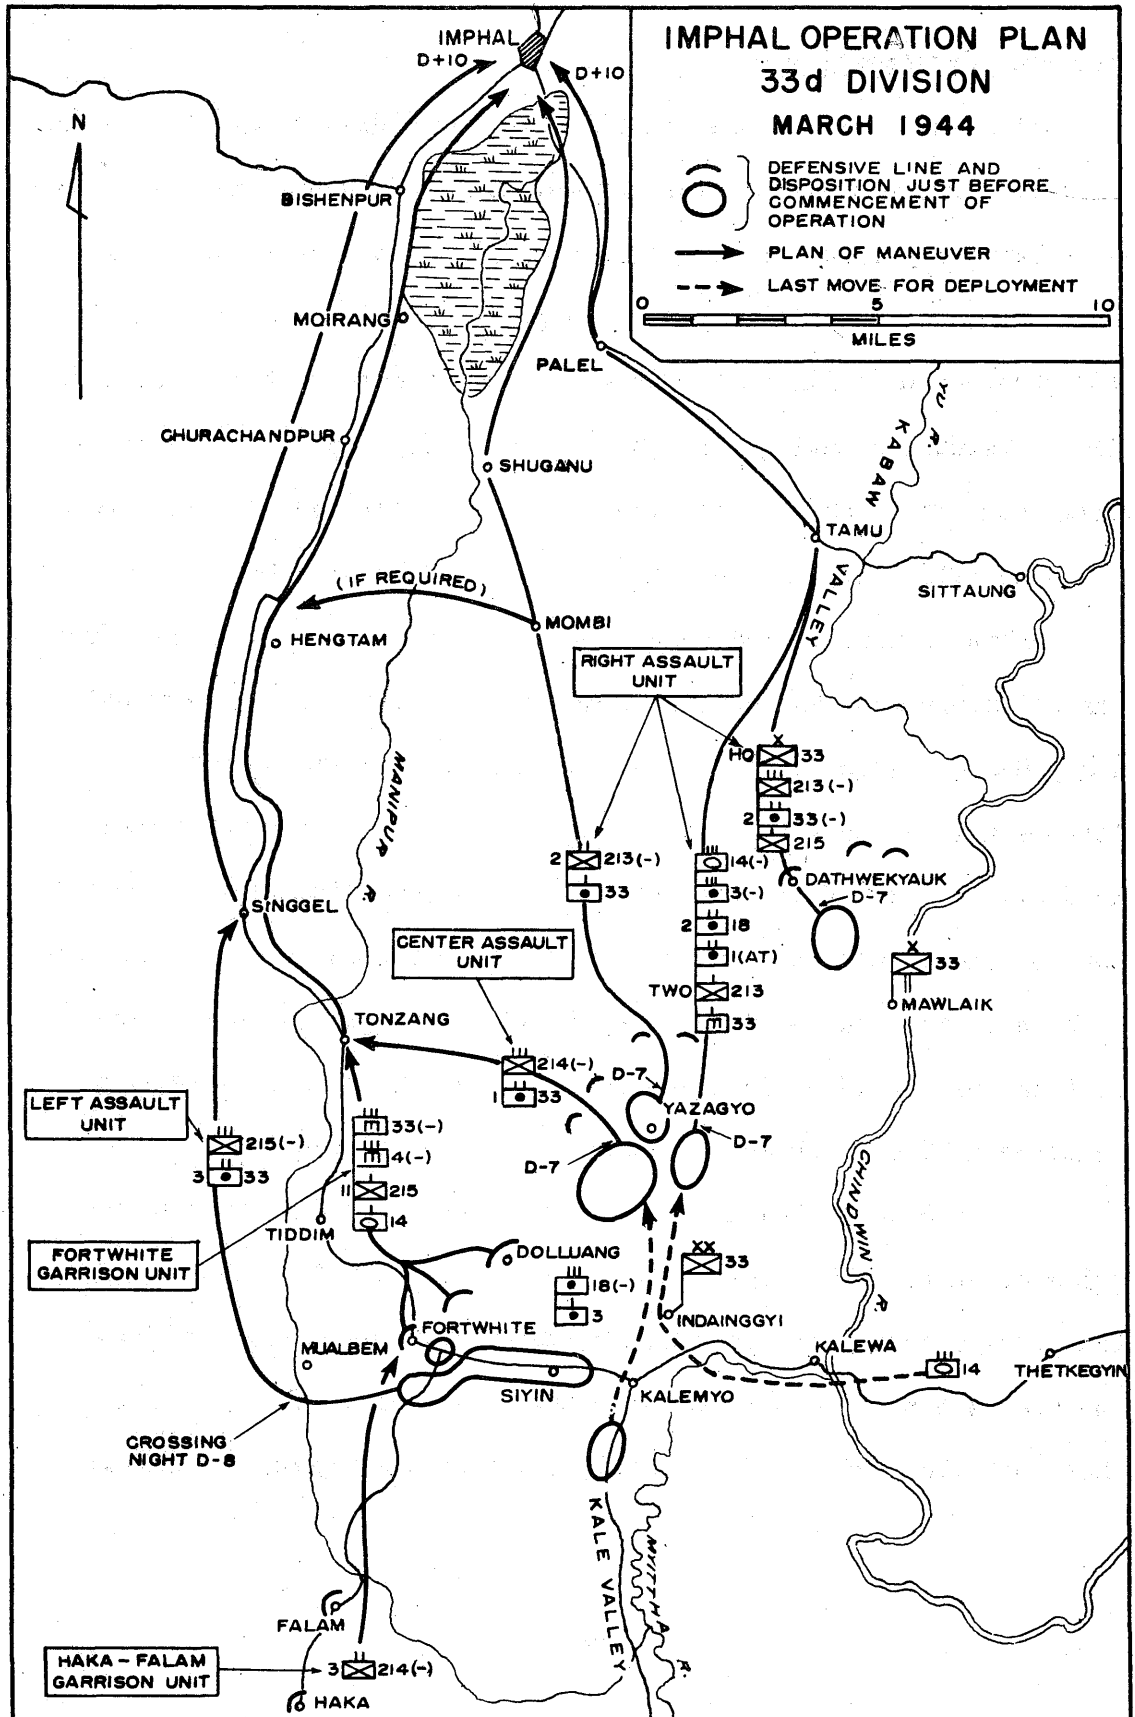 IMPHAL OPERATION PLAN
33d DIVISION
MARCH 1944
DEFENSIVE LINE AND
DISPOSITION JUST BEFORE
COMMENCEMENT OF
OPERATION
PLAN OF MANEUVER
LAST MOVE FOR DEPLOYMENT
0 5 10
MILES
IMPHAL
D+10
D+10
N
BISHENPUR
MOIRANG
PALEL
YU R.
KABAW
VALLEY
CHURACHANDPUR
SHUGANU
TAMU
SITTAUNG
(IF REQUIRED)
MOMBI
HENGTAM
RIGHT ASSAULT
UNIT
X
HQ 33
213(-)
2 33(-)
215
MANIPUR R.
2 213(-)
33
14(-)
3(-)
2 18
1(AT)
TWO 213
33
DATHWEKYAUK
D-7
SINGGEL
CENTER ASSAULT
UNIT
X
33
MAWLAIK
TONZANG
214(-)
1 33
D-7
YAZAGYO
D-7
D-7
LEFT ASSAULT
UNIT
215(-)
3 33
33(-)
4(-)
11 215
14
TIDDIM
CHINDWIN R.
FORTWHITE
GARRISON UNIT
DOLLUANG
18(-)
3
XX
33
INDAINGGYI
FORTWHITE
MUALBEM
SIYIN
KALEMYO
KALEWA
14
THETKEGYIN
CROSSING
NIGHT D-8
KALE VALLEY
MYITTHA R.
FALAM
HAKA-FALAM
GARRISON UNIT
3 214(-)
HAKA